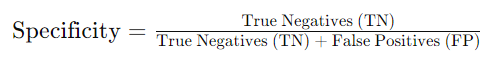 Specificity = True Negatives (TN) / True Negatives (TN) + False Positives (FP)